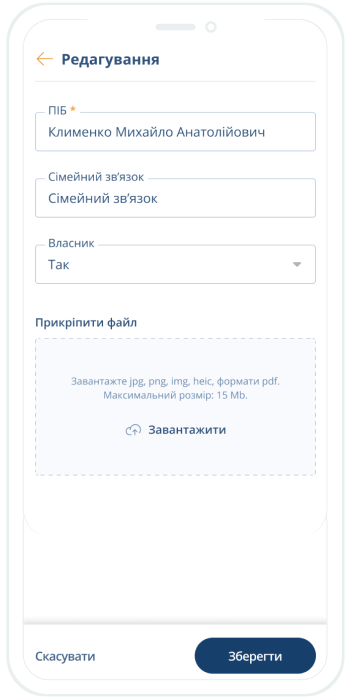 Редагування
ПІБ *
Клименко Михайло Анатолійович
Сімейний зв’язок
Сімейний зв’язок
Власник
Так
Прикріпити файл
Завантажте jpg, png, img, heic, формати pdf.
Максимальний розмір: 15 Mb.
Завантажити
Скасувати
Зберегти